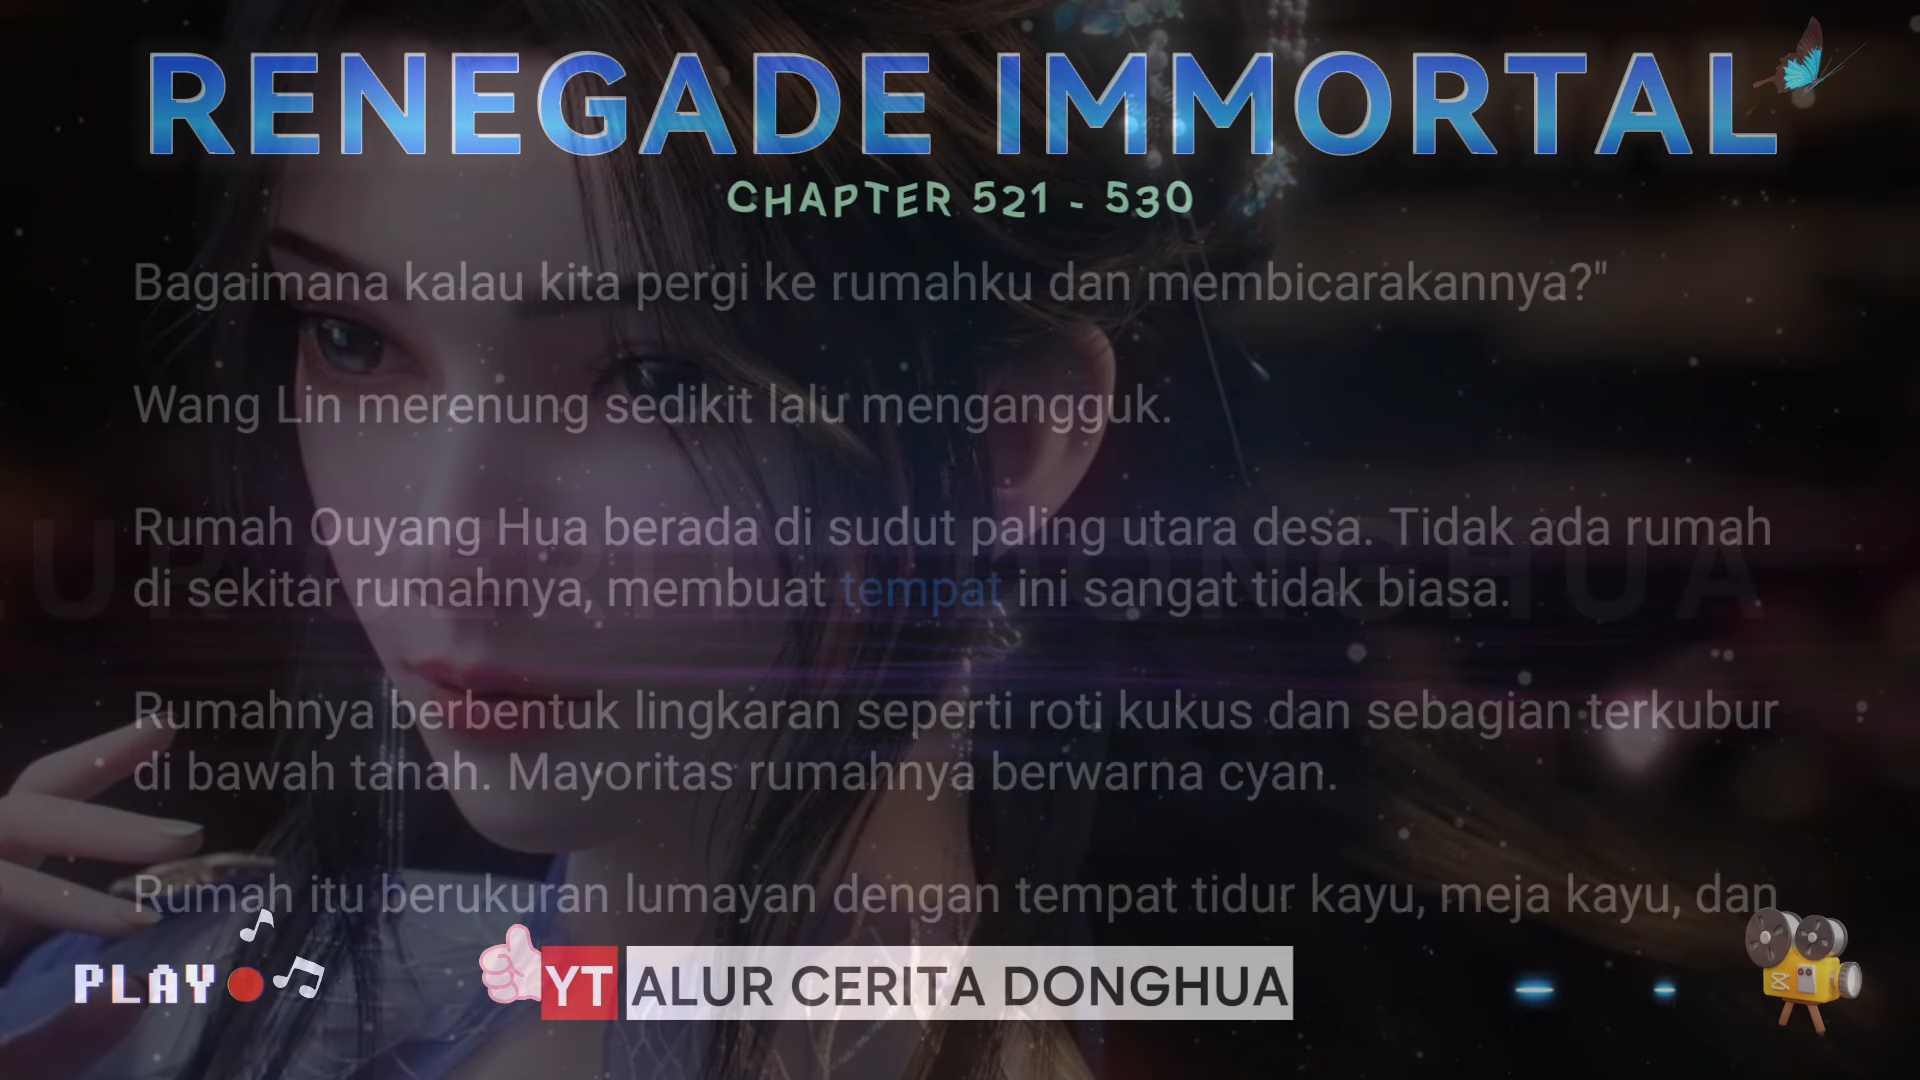 RENEGADE IMMORTAL
CHAPTER 521 - 530
Bagaimana kalau kita pergi ke rumahku dan membicarakannya?"
Wang Lin merenung sedikit lalu mengangguk.
Rumah Ouyang Hua berada di sudut paling utara desa. Tidak ada rumah
di sekitar rumahnya, membuat tempat ini sangat tidak biasa.
Rumahnya berbentuk lingkaran seperti roti kukus dan sebagian terkubur
di bawah tanah. Mayoritas rumahnya berwarna cyan.
Rumah itu berukuran lumayan dengan tempat tidur kayu, meja kayu, dan
PLAY
YT ALUR CERITA DONGHUA